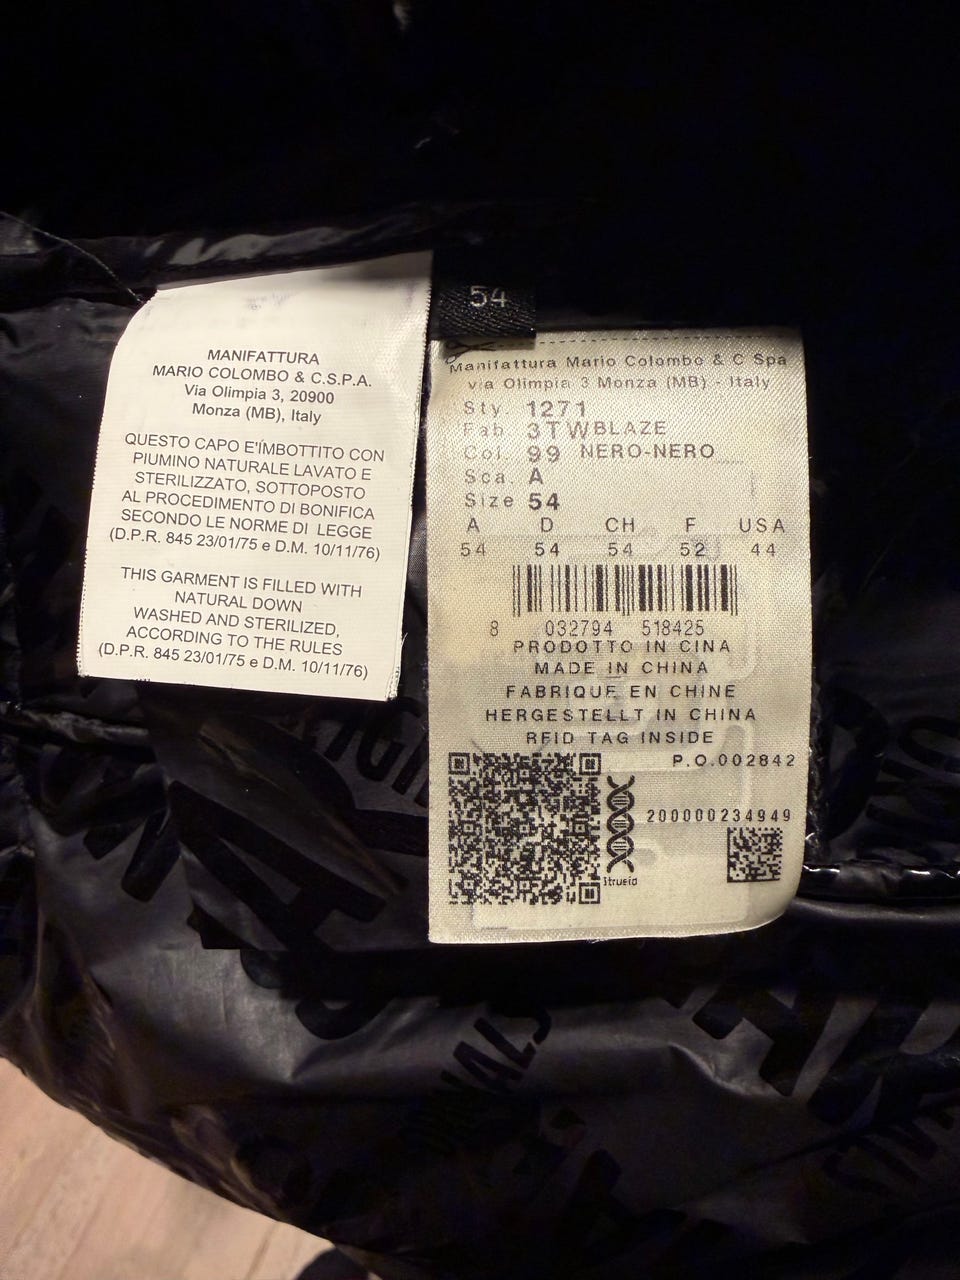 MANIFATTURA
MARIO COLOMBO & C.S.P.A.
Via Olimpia 3, 20900
Monza (MB), Italy
QUESTO CAPO E'ÍMBOTTITO CON
PIUMINO NATURALE LAVATO E
STERILIZZATO, SOTTOPOSTO
AL PROCEDIMENTO DI BONIFICA
SECONDO LE NORME DI LEGGE
(D.P.R. 845 23/01/75 e D.M. 10/11/76)
THIS GARMENT IS FILLED WITH
NATURAL DOWN
WASHED AND STERILIZED,
ACCORDING TO THE RULES
(D.P.R. 845 23/01/75 e D.M. 10/11/76)
54
Manifattura Mario Colombo & C Spa
via Olimpia 3 Monza (MB) - Italy
Sty. 1271
Fab 3TWBLAZE
Col. 99 NERO-NERO
Sca. A
Size 54
A D CH F USA
54 54 54 52 44
8 032794 518425
PRODOTTO IN CINA
MADE IN CHINA
FABRIQUE EN CHINE
HERGESTELLT IN CHINA
RFID TAG INSIDE
P.O.002842
200000234949